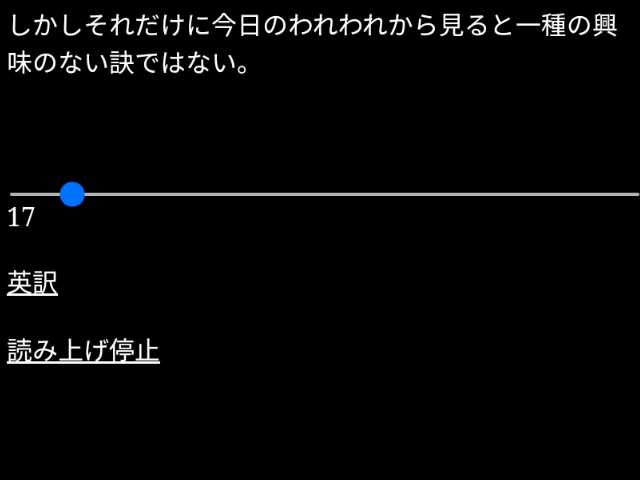 しかしそれだけに今日のわれわれから見ると一種の興
味のない訣ではない。
17
英訳
読み上げ停止